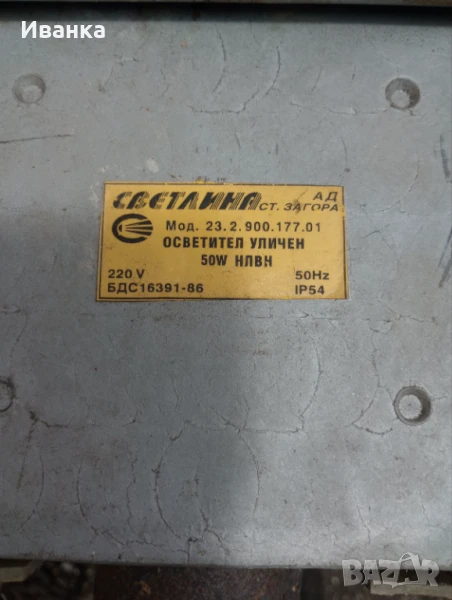 Иванка
СВЕТЛИНА АД
СТ. ЗАГОРА
Мод. 23.2.900.177.01
ОСВЕТИТЕЛ УЛИЧЕН
50W НЛВН
220 V 50Hz
БДС16391-86 IP54
BAZAR